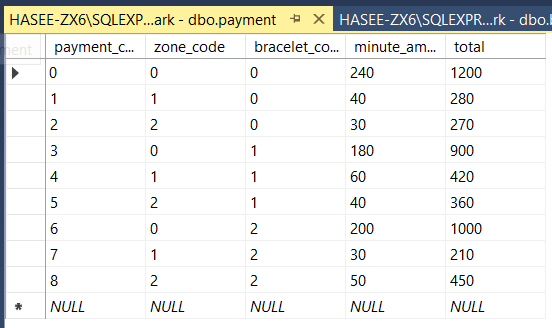 HASEE-ZX6\SQLEXP...ark - dbo.payment HASEE-ZX6\SQLEXPR...rk - dbo.
payment_c... zone_code bracelet_co... minute_am... total
0 0 0 240 1200
1 1 0 40 280
2 2 0 30 270
3 0 1 180 900
4 1 1 60 420
5 2 1 40 360
6 0 2 200 1000
7 1 2 30 210
8 2 2 50 450
* NULL NULL NULL NULL NULL